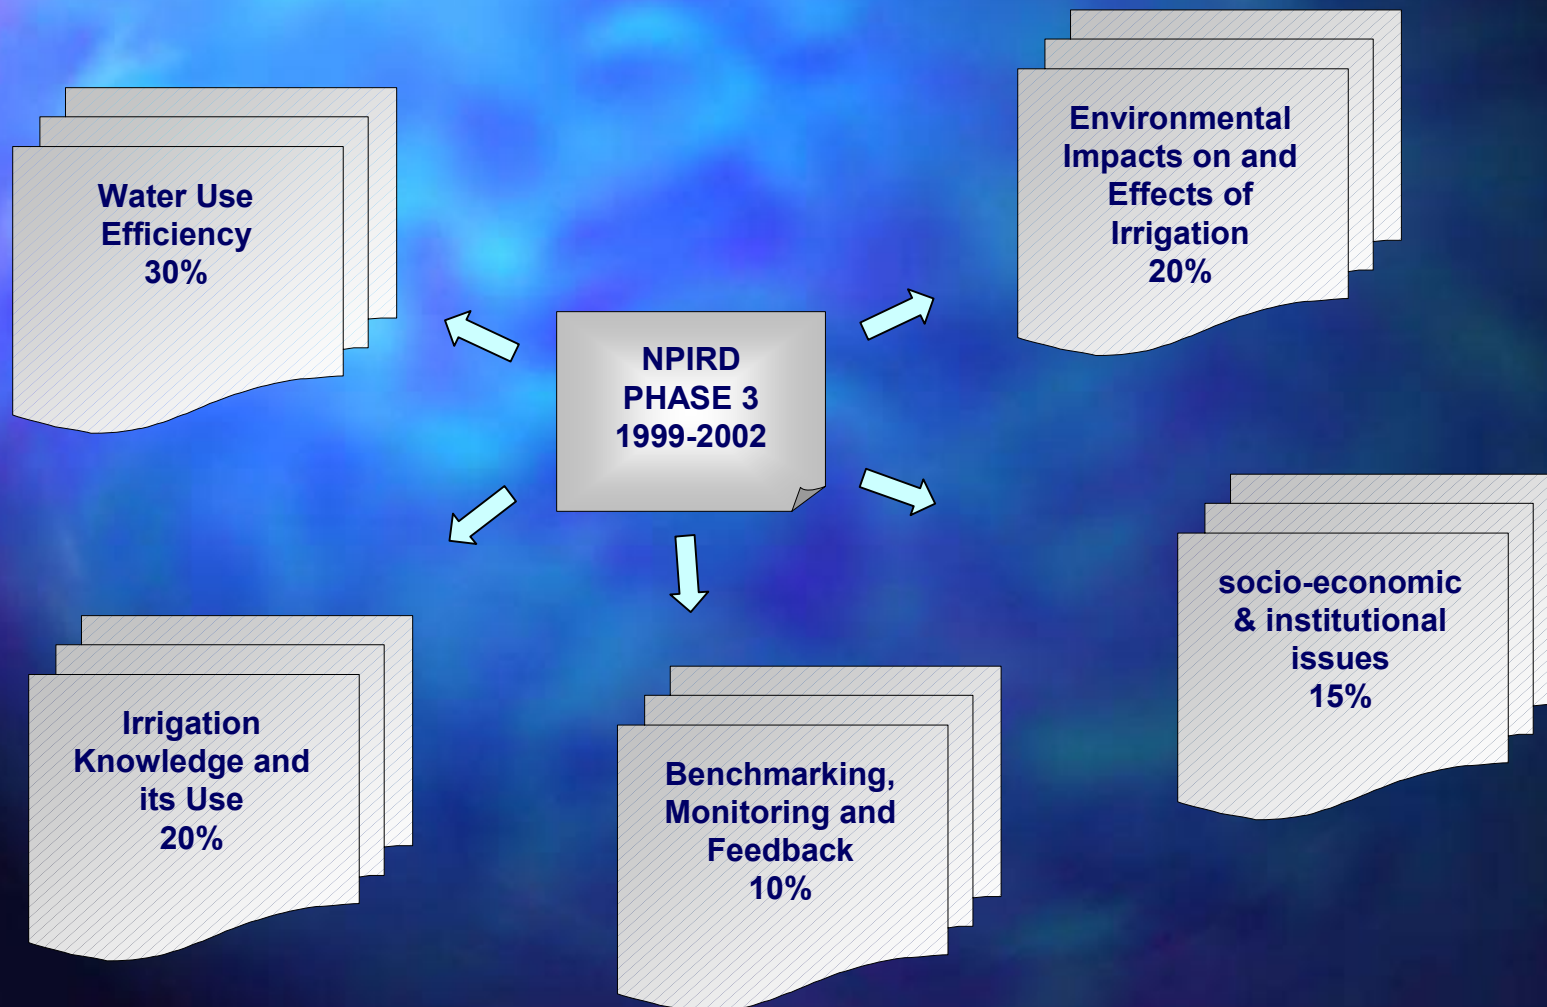 Water Use
Efficiency
30%
Environmental
Impacts on and
Effects of
Irrigation
20%
NPIRD
PHASE 3
1999-2002
socio-economic
& institutional
issues
15%
Irrigation
Knowledge and
its Use
20%
Benchmarking,
Monitoring and
Feedback
10%